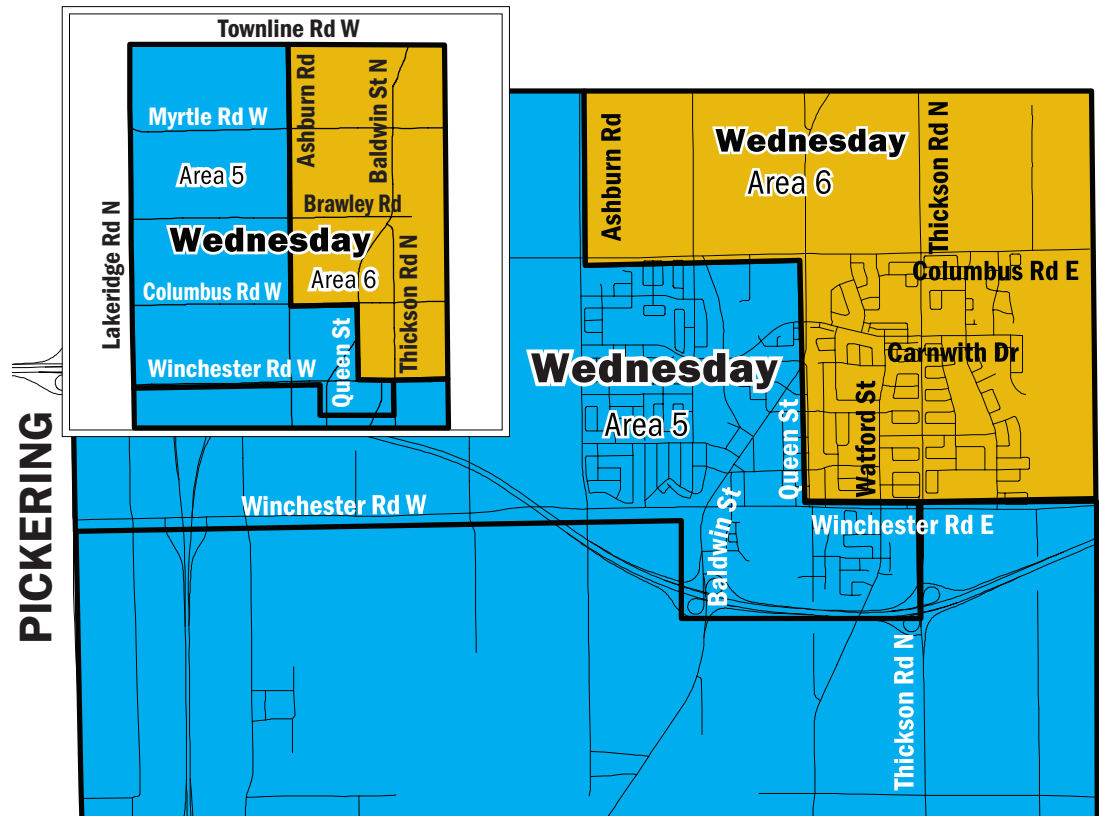 Townline Rd W
Ashburn Rd
Baldwin St N
Myrtle Rd W
Area 5
Brawley Rd
Lakeridge Rd N
Wednesday
Area 6
Thickson Rd N
Columbus Rd W
Queen St
Winchester Rd W
PICKERING
Ashburn Rd
Wednesday
Area 6
Thickson Rd N
Columbus Rd E
Carnwith Dr
Wednesday
Area 5
Queen St
Watford St
Winchester Rd W
Baldwin St
Winchester Rd E
Thickson Rd N